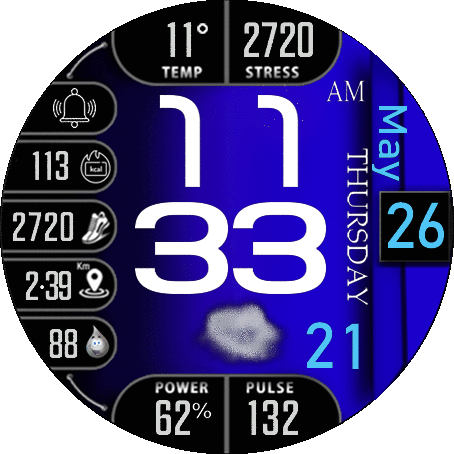 11° 2720
TEMP STRESS
AM
11
33
May
THURSDAY
26
21
kcal
113
2720
Km
2·39
88
POWER PULSE
62% 132